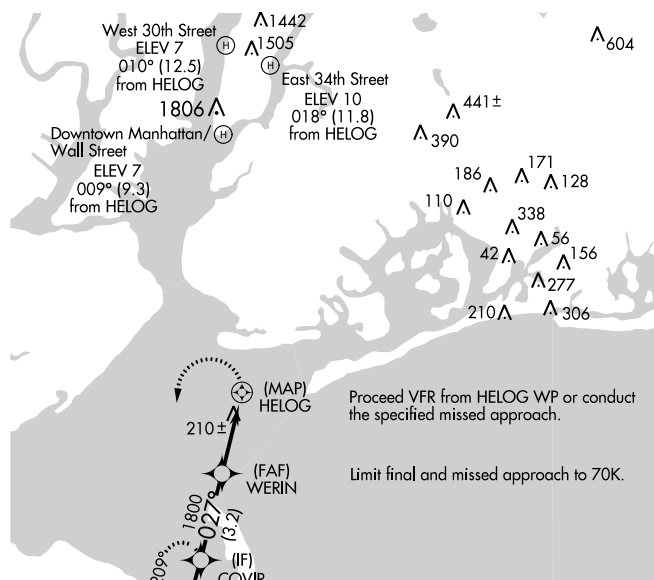 1442
West 30th Street
ELEV 7
010° (12.5)
from HELOG
H
1505
604
H
East 34th Street
ELEV 10
018° (11.8)
from HELOG
1806
441±
390
Downtown Manhattan/
Wall Street
ELEV 7
009° (9.3)
from HELOG
H
171
186
128
110
338
56
42
156
277
210
306
(MAP)
HELOG
210±
Proceed VFR from HELOG WP or conduct
the specified missed approach.
(FAF)
WERIN
Limit final and missed approach to 70K.
1800
027°
(3.2)
209°
(IF)